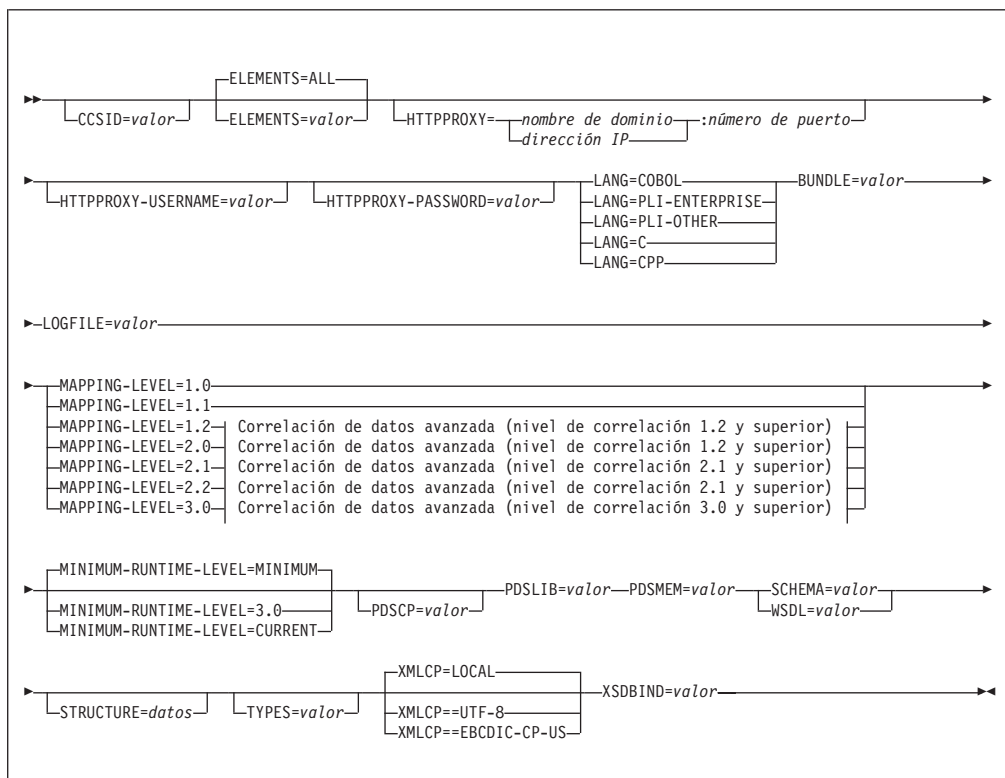 ELEMENTS=ALL
CCSID=valor ELEMENTS=valor HTTPPROXY= nombre de dominio :número de puerto
dirección IP
HTTPPROXY-USERNAME=valor HTTPPROXY-PASSWORD=valor LANG=COBOL BUNDLE=valor
LANG=PLI-ENTERPRISE
LANG=PLI-OTHER
LANG=C
LANG=CPP
LOGFILE=valor
MAPPING-LEVEL=1.0
MAPPING-LEVEL=1.1
MAPPING-LEVEL=1.2 Correlación de datos avanzada (nivel de correlación 1.2 y superior)
MAPPING-LEVEL=2.0 Correlación de datos avanzada (nivel de correlación 1.2 y superior)
MAPPING-LEVEL=2.1 Correlación de datos avanzada (nivel de correlación 2.1 y superior)
MAPPING-LEVEL=2.2 Correlación de datos avanzada (nivel de correlación 2.1 y superior)
MAPPING-LEVEL=3.0 Correlación de datos avanzada (nivel de correlación 3.0 y superior)
MINIMUM-RUNTIME-LEVEL=MINIMUM
MINIMUM-RUNTIME-LEVEL=3.0
MINIMUM-RUNTIME-LEVEL=CURRENT
PDSCP=valor PDSLIB=valor PDSMEM=valor SCHEMA=valor
WSDL=valor
XMLCP=LOCAL
STRUCTURE=datos TYPES=valor XMLCP==UTF-8 XSDBIND=valor
XMLCP==EBCDIC-CP-US